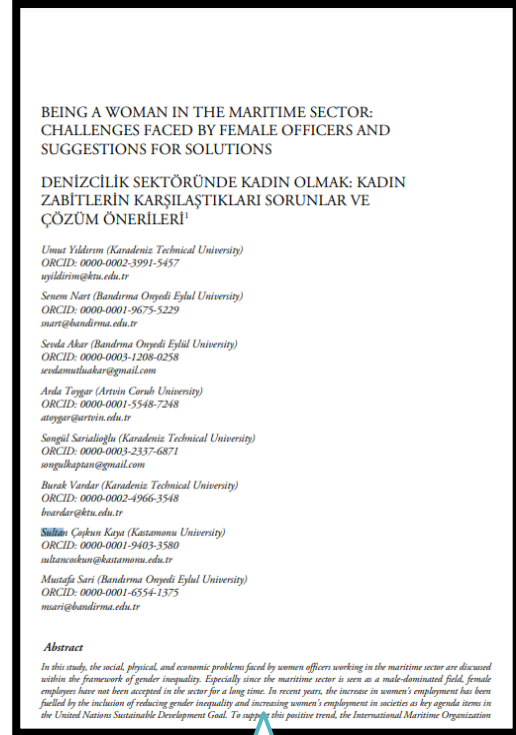 BEING A WOMAN IN THE MARITIME SECTOR:
CHALLENGES FACED BY FEMALE OFFICERS AND
SUGGESTIONS FOR SOLUTIONS
DENİZCİLİK SEKTÖRÜNDE KADIN OLMAK: KADIN
ZABİTLERİN KARŞILAŞTIKLARI SORUNLAR VE
ÇÖZÜM ÖNERİLERİ¹
Umut Yıldırım (Karadeniz Technical University)
ORCID: 0000-0002-3991-5457
uyildirim@ktu.edu.tr
Senem Nart (Bandırma Onyedi Eylul University)
ORCID: 0000-0001-9675-5229
snart@bandirma.edu.tr
Sevda Akar (Bandrma Onyedi Eylül University)
ORCID: 0000-0003-1208-0258
sevdamutluakar@gmail.com
Arda Toygar (Artvin Coruh University)
ORCID: 0000-0001-5548-7248
atoygar@artvin.edu.tr
Songül Sarialioğlu (Karadeniz Technical University)
ORCID: 0000-0003-2337-6871
songulkaptan@gmail.com
Burak Vardar (Karadeniz Technical University)
ORCID: 0000-0002-4966-3548
bvardar@ktu.edu.tr
Sultan Çoşkun Kaya (Kastamonu University)
ORCID: 0000-0001-9403-3580
sultancoskun@kastamonu.edu.tr
Mustafa Sari (Bandırma Onyedi Eylul University)
ORCID: 0000-0001-6554-1375
msari@bandirma.edu.tr
Abstract
In this study, the social, physical, and economic problems faced by women officers working in the maritime sector are discussed
within the framework of gender inequality. Especially since the maritime sector is seen as a male-dominated field, female
employees have not been accepted in the sector for a long time. In recent years, the increase in women's employment has been
fuelled by the inclusion of reducing gender inequality and increasing women's employment in societies as key agenda items in
the United Nations Sustainable Development Goal. To support this positive trend, the International Maritime Organization